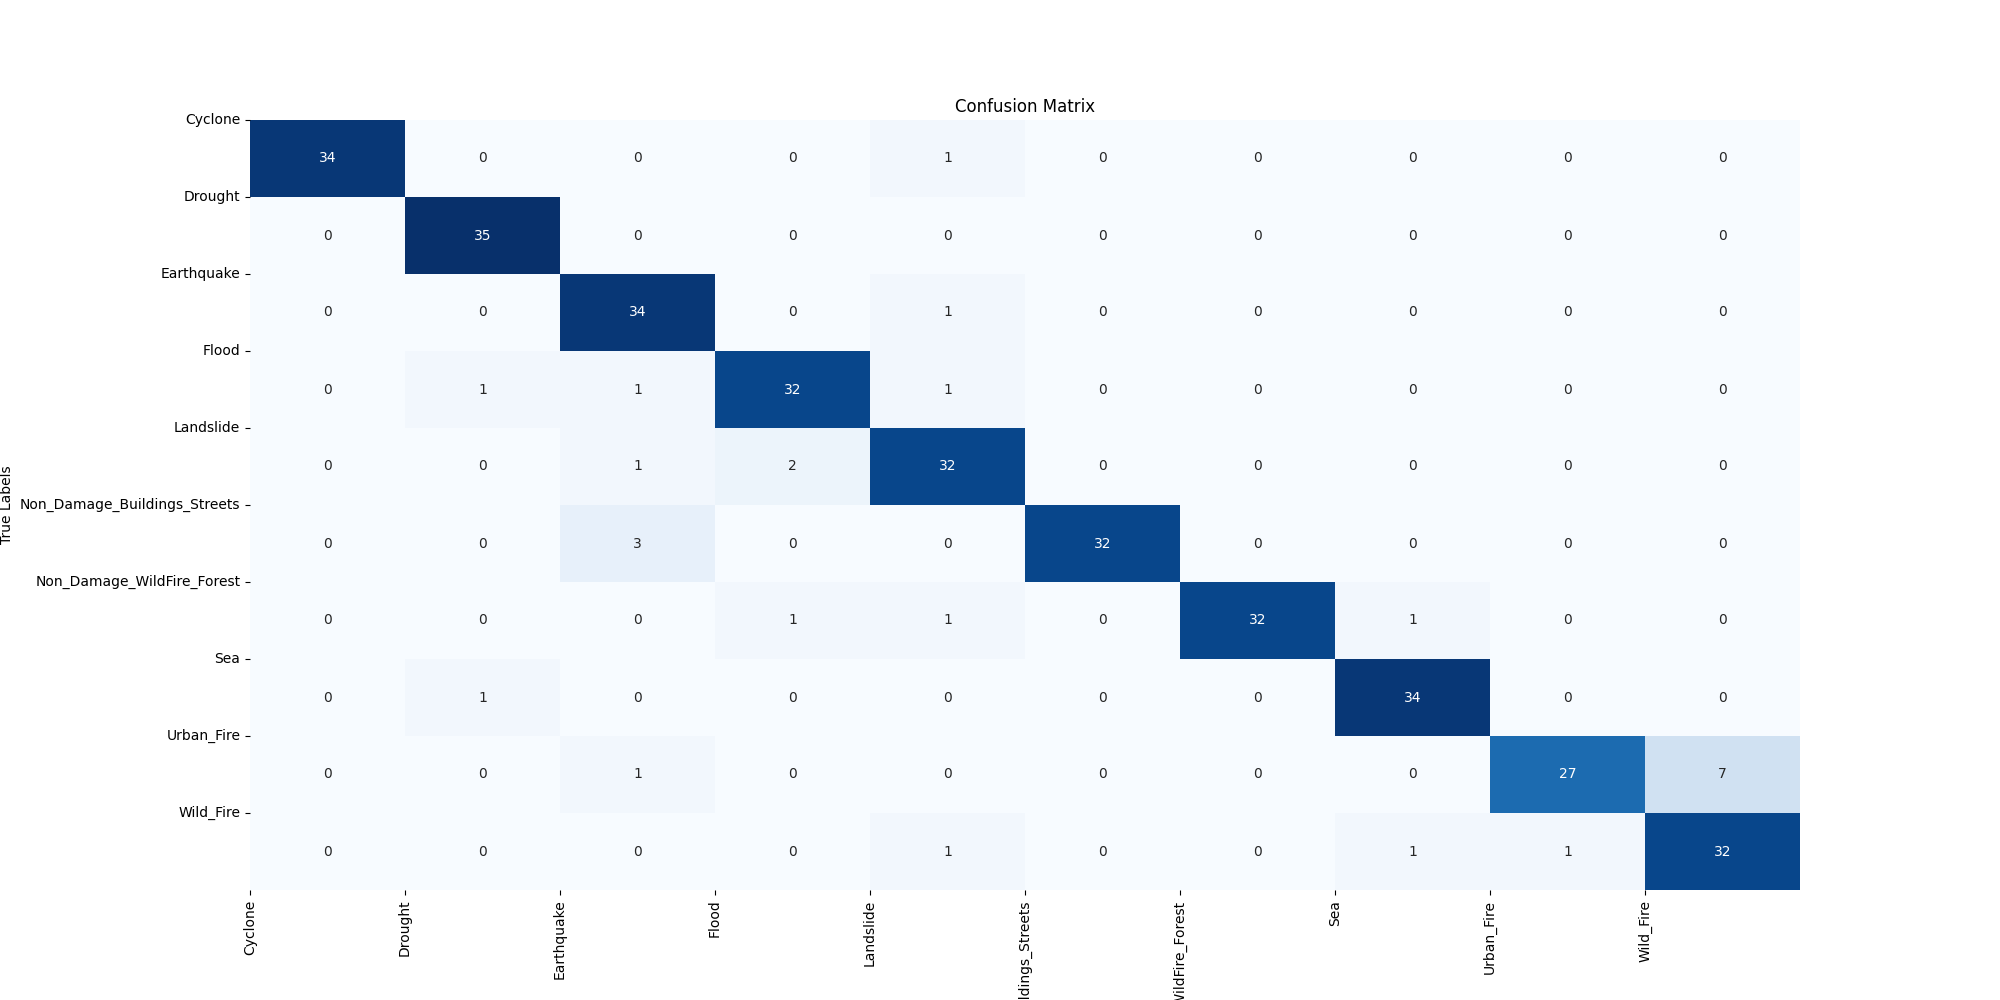 Confusion Matrix
Cyclone
34 0 0 0 1 0 0 0 0 0
Drought
0 35 0 0 0 0 0 0 0 0
Earthquake
0 0 34 0 1 0 0 0 0 0
Flood
0 1 1 32 1 0 0 0 0 0
Landslide
0 0 1 2 32 0 0 0 0 0
True Labels
Non_Damage_Buildings_Streets
0 0 3 0 0 32 0 0 0 0
Non_Damage_WildFire_Forest
0 0 0 1 1 0 32 1 0 0
Sea
0 1 0 0 0 0 0 34 0 0
Urban_Fire
0 0 1 0 0 0 0 0 27 7
Wild_Fire
0 0 0 0 1 0 0 1 1 32
Cyclone
Drought
Earthquake
Flood
Landslide
ldings_Streets
WildFire_Forest
Sea
Urban_Fire
Wild_Fire